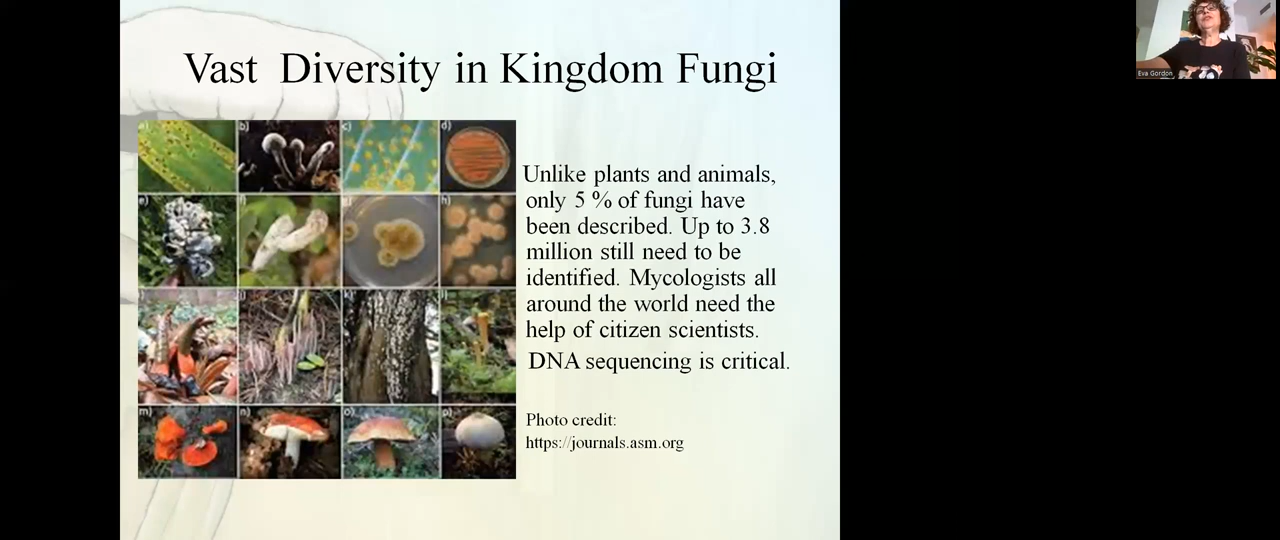 Vast Diversity in Kingdom Fungi
a) b) c) d)
e) f) g) h)
i) j) k) l)
m) n) o) p)
Unlike plants and animals,
only 5 % of fungi have
been described. Up to 3.8
million still need to be
identified. Mycologists all
around the world need the
help of citizen scientists.
DNA sequencing is critical.
Photo credit:
https://journals.asm.org
Eva Gordon